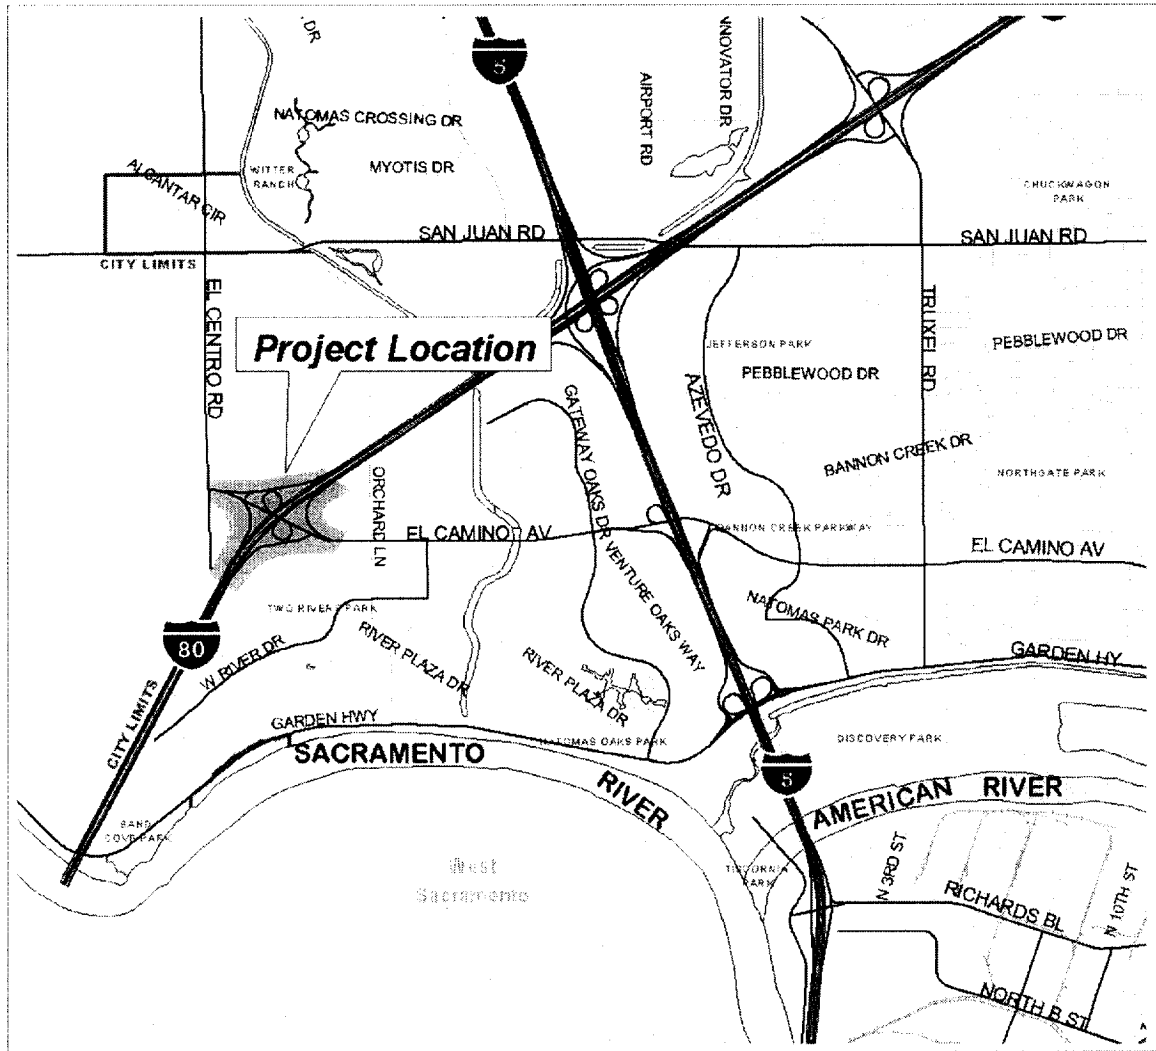 DR
5
NNOVATOR DR
AIRPORT RD
NATOMAS CROSSING DR
MYOTIS DR
WITTER
RANCH
ALCANTAR CIR
CHUCKWAGON
PARK
SAN JUAN RD
SAN JUAN RD
CITY LIMITS
EL CENTRO RD
Project Location
TRUXEL RD
JEFFERSON PARK
PEBBLEWOOD DR
PEBBLEWOOD DR
AZEVEDO DR
GATEWAY OAKS DR
BANNON CREEK DR
NORTHGATE PARK
ORCHARD LN
EL CAMINO AV
BANNON CREEK PARKWAY
EL CAMINO AV
VENTURE OAKS WAY
TWO RIVERS PARK
NATOMAS PARK DR
80
W RIVER DR
RIVER PLAZA DR
RIVER PLAZA DR
GARDEN HY
CITY LIMITS
GARDEN HWY
NATOMAS OAKS PARK
DISCOVERY PARK
SACRAMENTO
RIVER
5
AMERICAN RIVER
SAND
COVE PARK
West
Sacramento
TISCORNIA
PARK
N 3RD ST
RICHARDS BL
N 10TH ST
NORTH B ST